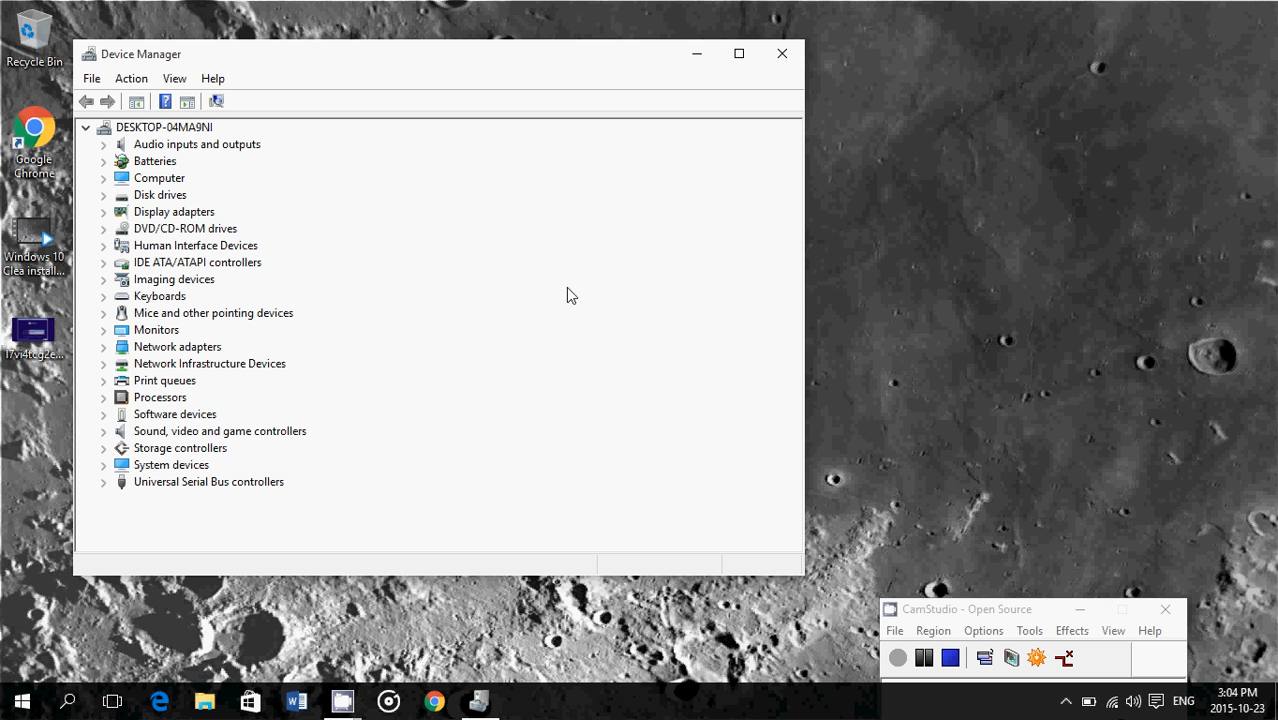 Recycle Bin
Google
Chrome
Windows 10
Clea install...
Device Manager
File Action View Help
DESKTOP-04MA9NI
Audio inputs and outputs
Batteries
Computer
Disk drives
Display adapters
DVD/CD-ROM drives
Human Interface Devices
IDE ATA/ATAPI controllers
Imaging devices
Keyboards
Mice and other pointing devices
Monitors
Network adapters
Network Infrastructure Devices
Print queues
Processors
Software devices
Sound, video and game controllers
Storage controllers
System devices
Universal Serial Bus controllers
CamStudio - Open Source
File Region Options Tools Effects View Help
ENG
3:04 PM
2015-10-23